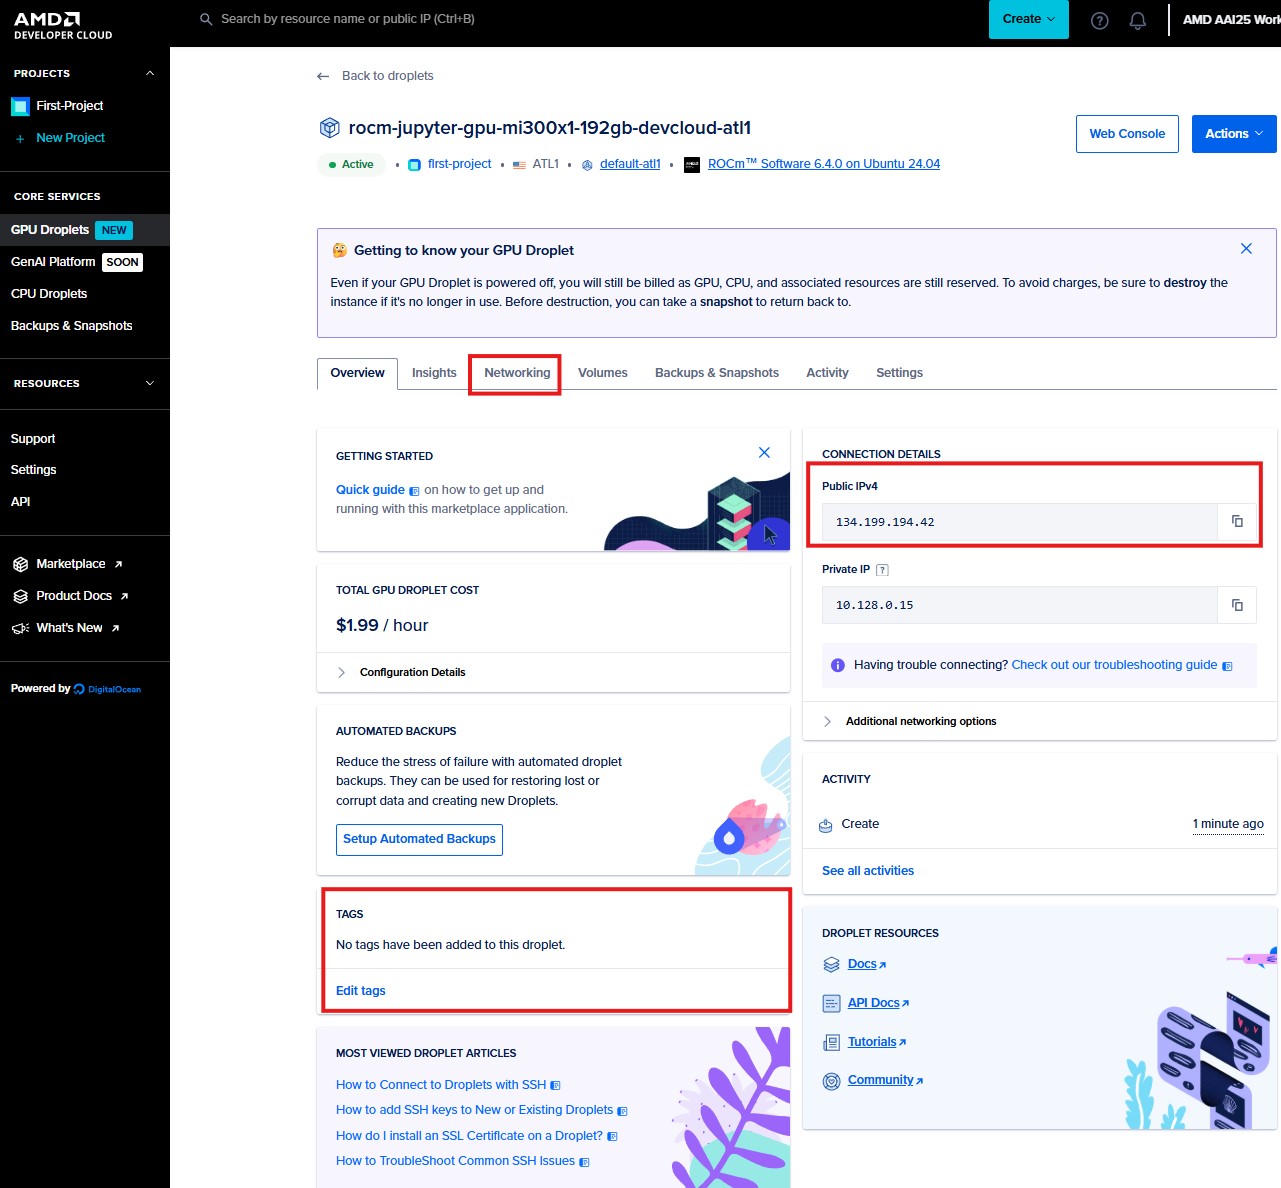 AMD
DEVELOPER CLOUD
Search by resource name or public IP (Ctrl+B)
Create
?
AMD AAI25 Work
PROJECTS
First-Project
+ New Project
CORE SERVICES
GPU Droplets NEW
GenAI Platform SOON
CPU Droplets
Backups & Snapshots
RESOURCES
Support
Settings
API
Marketplace
Product Docs
What's New
Powered by DigitalOcean
← Back to droplets
rocm-jupyter-gpu-mi300x1-192gb-devcloud-atl1
Web Console
Actions
Active • first-project • ATL1 • default-atl1 • ROCm™ Software 6.4.0 on Ubuntu 24.04
Getting to know your GPU Droplet
Even if your GPU Droplet is powered off, you will still be billed as GPU, CPU, and associated resources are still reserved. To avoid charges, be sure to destroy the
instance if it's no longer in use. Before destruction, you can take a snapshot to return back to.
Overview
Insights
Networking
Volumes
Backups & Snapshots
Activity
Settings
GETTING STARTED
Quick guide on how to get up and
running with this marketplace application.
TOTAL GPU DROPLET COST
$1.99 / hour
Configuration Details
AUTOMATED BACKUPS
Reduce the stress of failure with automated droplet
backups. They can be used for restoring lost or
corrupt data and creating new Droplets.
Setup Automated Backups
TAGS
No tags have been added to this droplet.
Edit tags
MOST VIEWED DROPLET ARTICLES
How to Connect to Droplets with SSH
How to add SSH keys to New or Existing Droplets
How do I install an SSL Certificate on a Droplet?
How to TroubleShoot Common SSH Issues
CONNECTION DETAILS
Public IPv4
134.199.194.42
Private IP ?
10.128.0.15
Having trouble connecting? Check out our troubleshooting guide
Additional networking options
ACTIVITY
Create
1 minute ago
See all activities
DROPLET RESOURCES
Docs
API Docs
Tutorials
Community